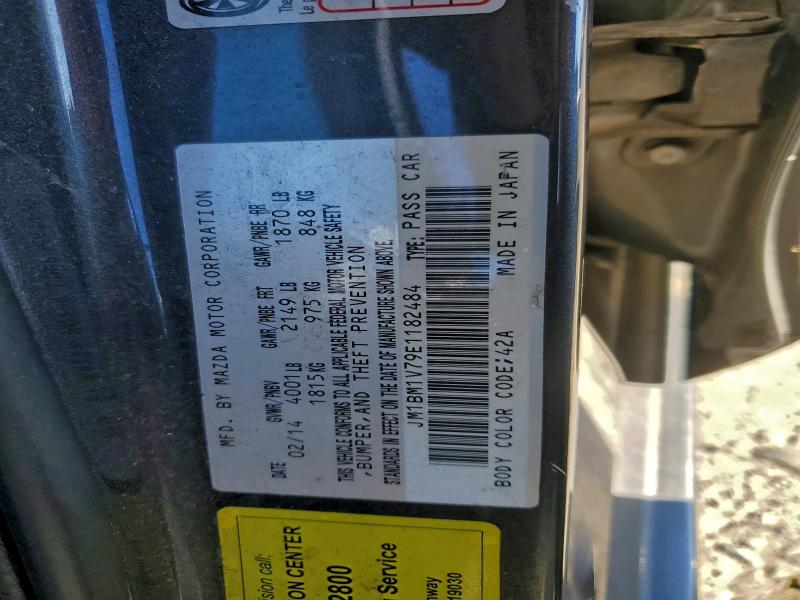 The
Le
MFD. BY MAZDA MOTOR CORPORATION
DATE GVWR/PNBV GAWR/PNBE FRT GAWR/PNBE RR
02/14 4001LB 2149 LB 1870 LB
1815KG 975 KG 848 KG
THIS VEHICLE CONFORMS TO ALL APPLICABLE FEDERAL MOTOR VEHICLE SAFETY
,BUMPER,AND THEFT PREVENTION
STANDARDS IN EFFECT ON THE DATE OF MANUFACTURE SHOWN ABOVE.
JM1BM1V79E1182484 TYPE: PASS CAR
BODY COLOR CODE;42A MADE IN JAPAN
call:
ON CENTER
2800
Service
19030